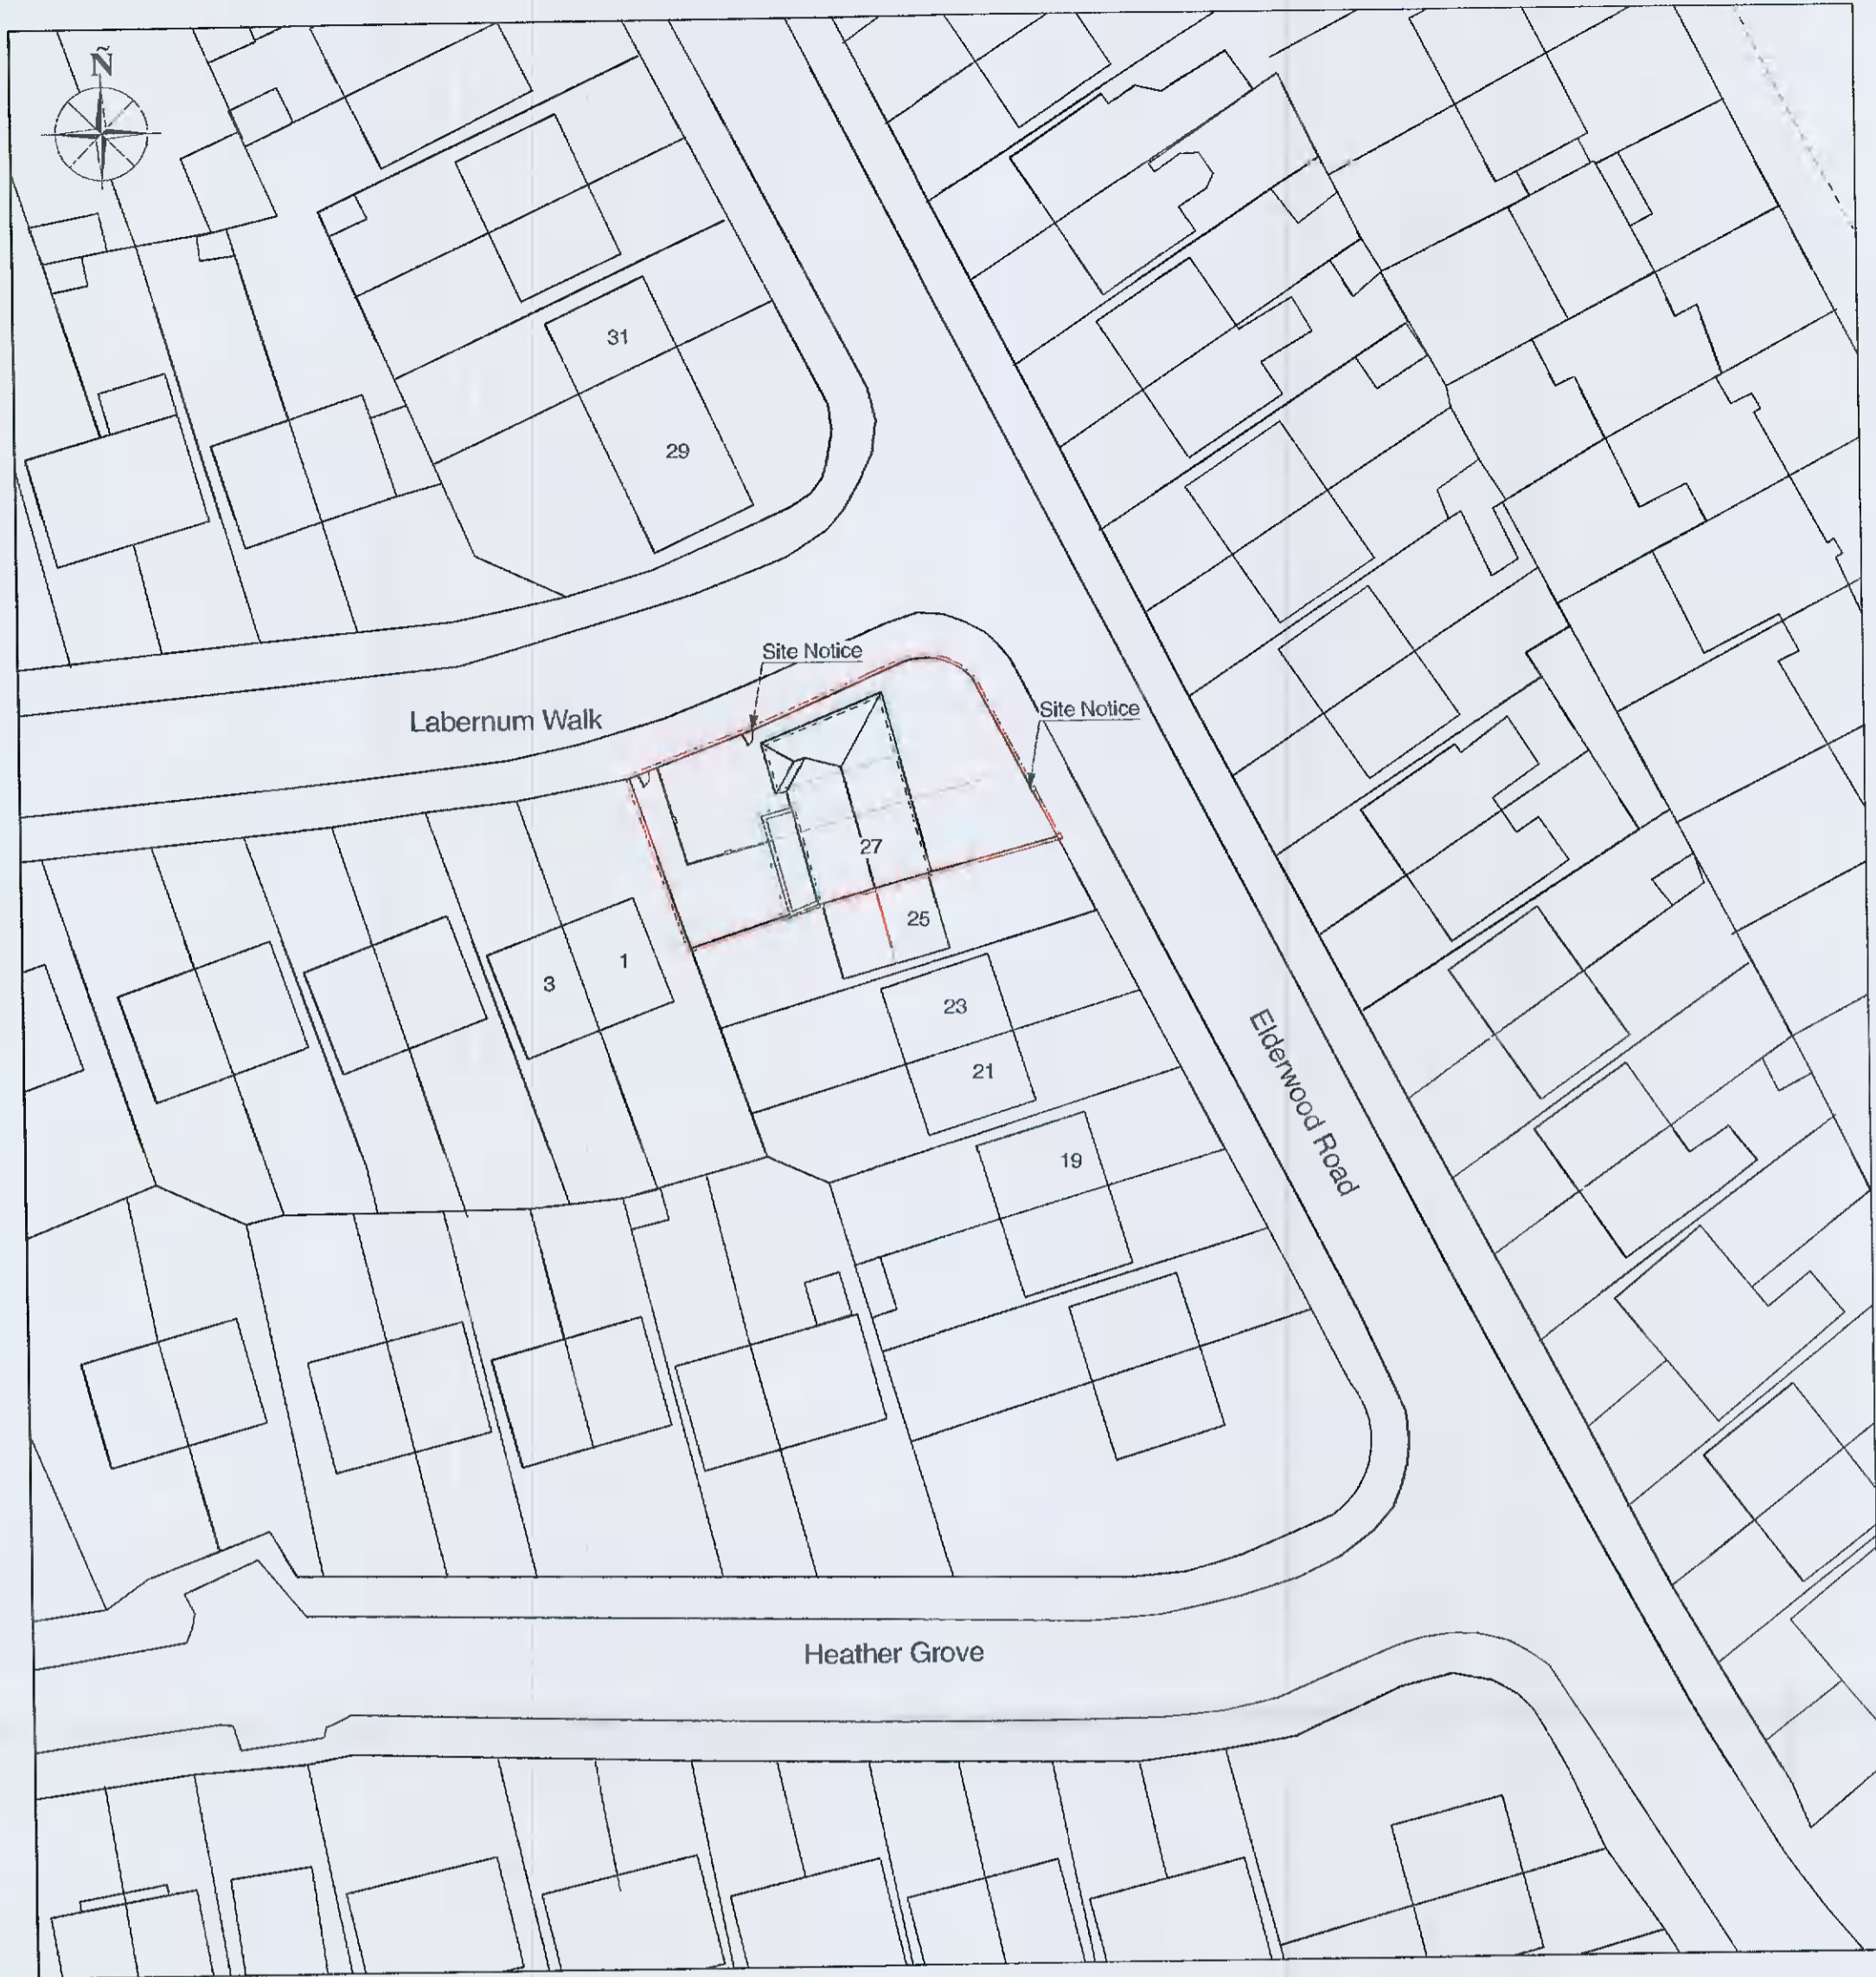 Ñ
31
29
Site Notice
Site Notice
Labernum Walk
27
25
3
1
23
21
19
Elderwood Road
Heather Grove